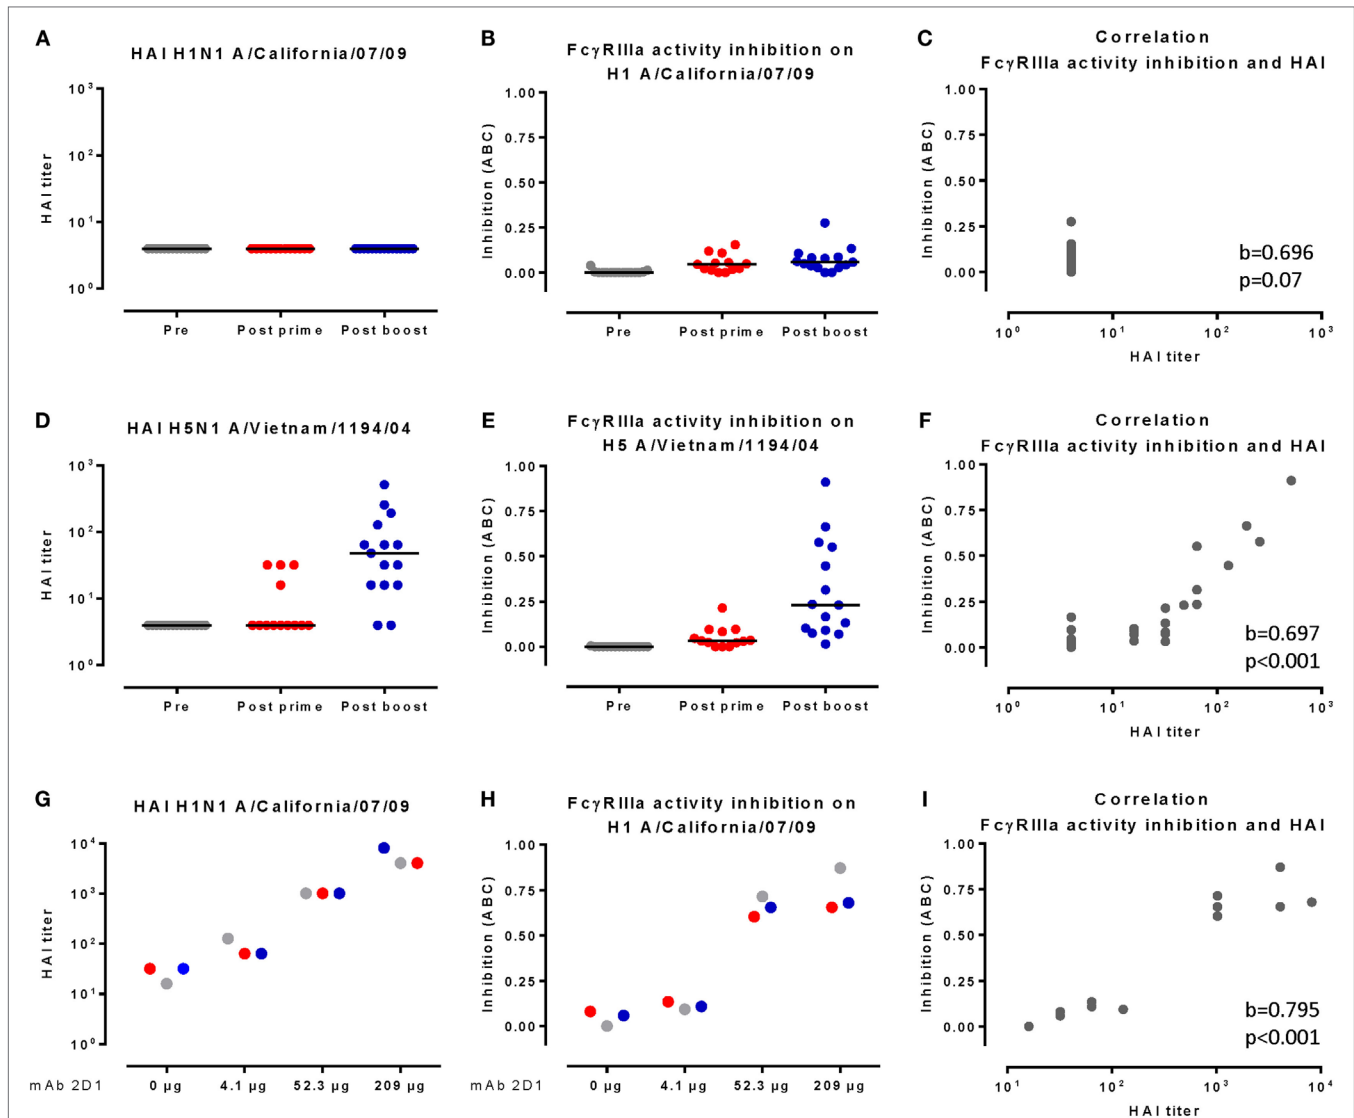 A
HAI H1N1 A/California/07/09
HAI titer
10³
10²
10¹
10⁰
Pre
Post prime
Post boost
B
FcγRIIIa activity inhibition on
H1 A/California/07/09
Inhibition (ABC)
1.00
0.75
0.50
0.25
0.00
Pre
Post prime
Post boost
C
Correlation
FcγRIIIa activity inhibition and HAI
Inhibition (ABC)
1.00
0.75
0.50
0.25
0.00
b=0.696
p=0.07
10⁰ 10¹ 10² 10³
HAI titer
D
HAI H5N1 A/Vietnam/1194/04
HAI titer
10³
10²
10¹
10⁰
Pre
Post prime
Post boost
E
FcγRIIIa activity inhibition on
H5 A/Vietnam/1194/04
Inhibition (ABC)
1.00
0.75
0.50
0.25
0.00
Pre
Post prime
Post boost
F
Correlation
FcγRIIIa activity inhibition and HAI
Inhibition (ABC)
1.00
0.75
0.50
0.25
0.00
b=0.697
p<0.001
10⁰ 10¹ 10² 10³
HAI titer
G
HAI H1N1 A/California/07/09
HAI titer
10⁴
10³
10²
10¹
10⁰
mAb 2D1 0 µg 4.1 µg 52.3 µg 209 µg
H
FcγRIIIa activity inhibition on
H1 A/California/07/09
Inhibition (ABC)
1.00
0.75
0.50
0.25
0.00
mAb 2D1 0 µg 4.1 µg 52.3 µg 209 µg
I
Correlation
FcγRIIIa activity inhibition and HAI
Inhibition (ABC)
1.00
0.75
0.50
0.25
0.00
b=0.795
p<0.001
10¹ 10² 10³ 10⁴
HAI titer